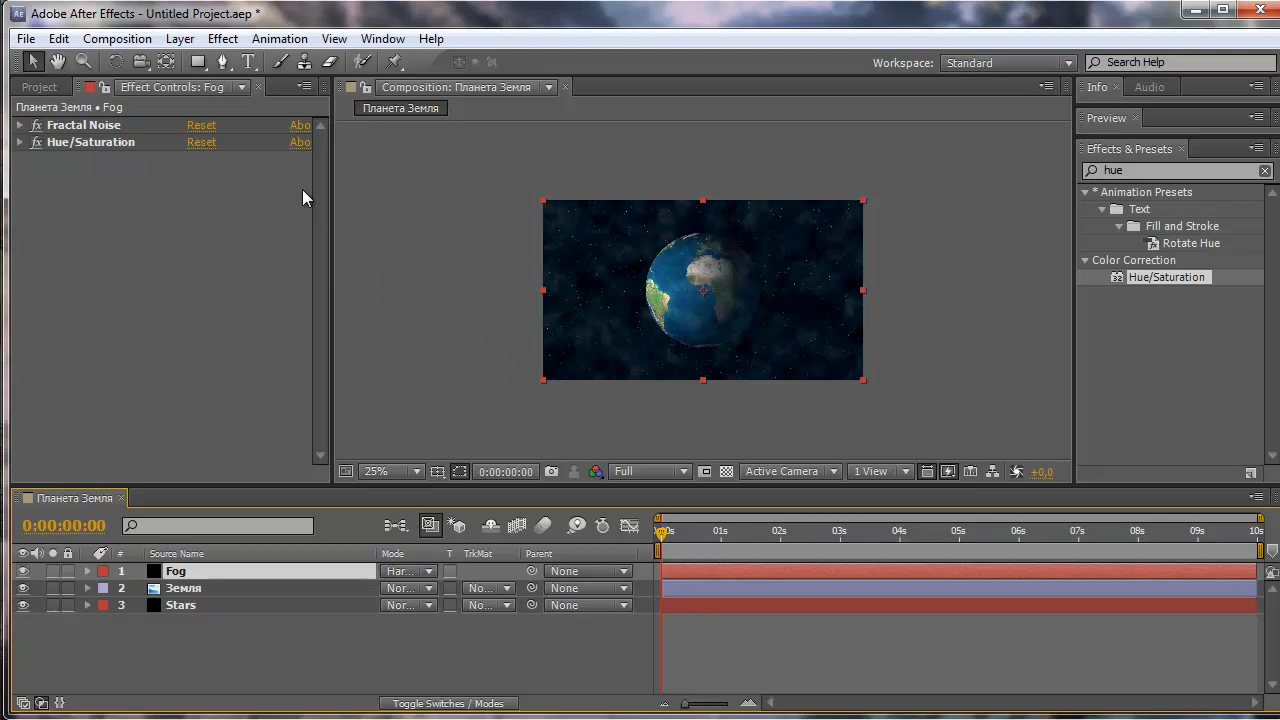 Adobe After Effects - Untitled Project.aep *
File Edit Composition Layer Effect Animation View Window Help
Workspace: Standard Search Help
Project Effect Controls: Fog Composition: Планета Земля Info Audio
Планета Земля • Fog Планета Земля
Fractal Noise Reset Abo
Hue/Saturation Reset Abo
Preview
Effects & Presets
hue
* Animation Presets
Text
Fill and Stroke
Rotate Hue
Color Correction
32 Hue/Saturation
25% 0:00:00:00 Full Active Camera 1 View +0,0
Планета Земля
0:00:00:00 0s 01s 02s 03s 04s 05s 06s 07s 08s 09s 10s
# Source Name Mode T TrkMat Parent
1 Fog Har... None
2 Земля Nor... No... None
3 Stars Nor... No... None
Toggle Switches / Modes